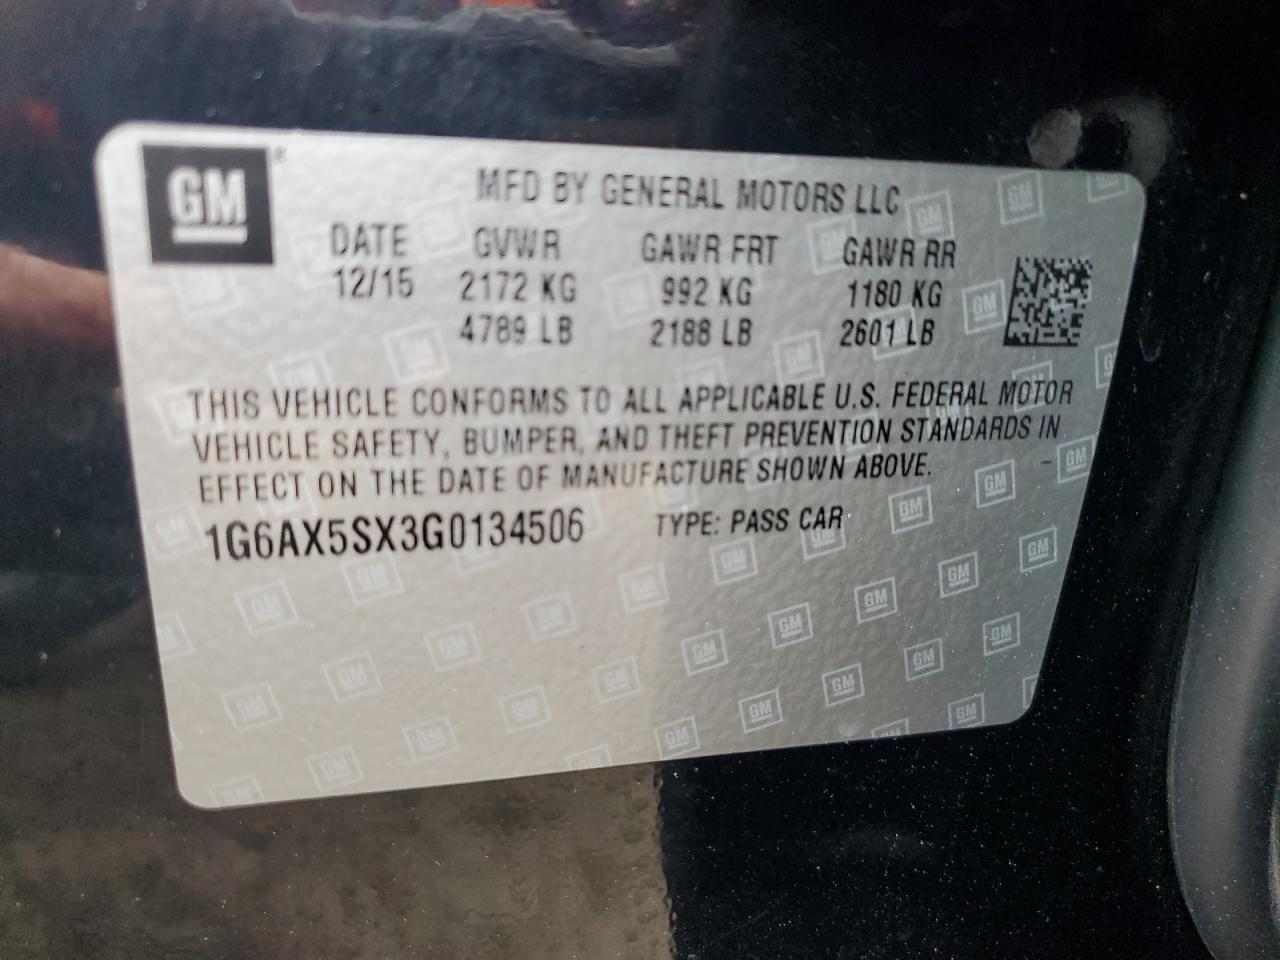 GM
MFD BY GENERAL MOTORS LLC
DATE GVWR GAWR FRT GAWR RR
12/15 2172 KG 992 KG 1180 KG
4789 LB 2188 LB 2601 LB
THIS VEHICLE CONFORMS TO ALL APPLICABLE U.S. FEDERAL MOTOR
VEHICLE SAFETY, BUMPER, AND THEFT PREVENTION STANDARDS IN
EFFECT ON THE DATE OF MANUFACTURE SHOWN ABOVE.
1G6AX5SX3G0134506 TYPE: PASS CAR